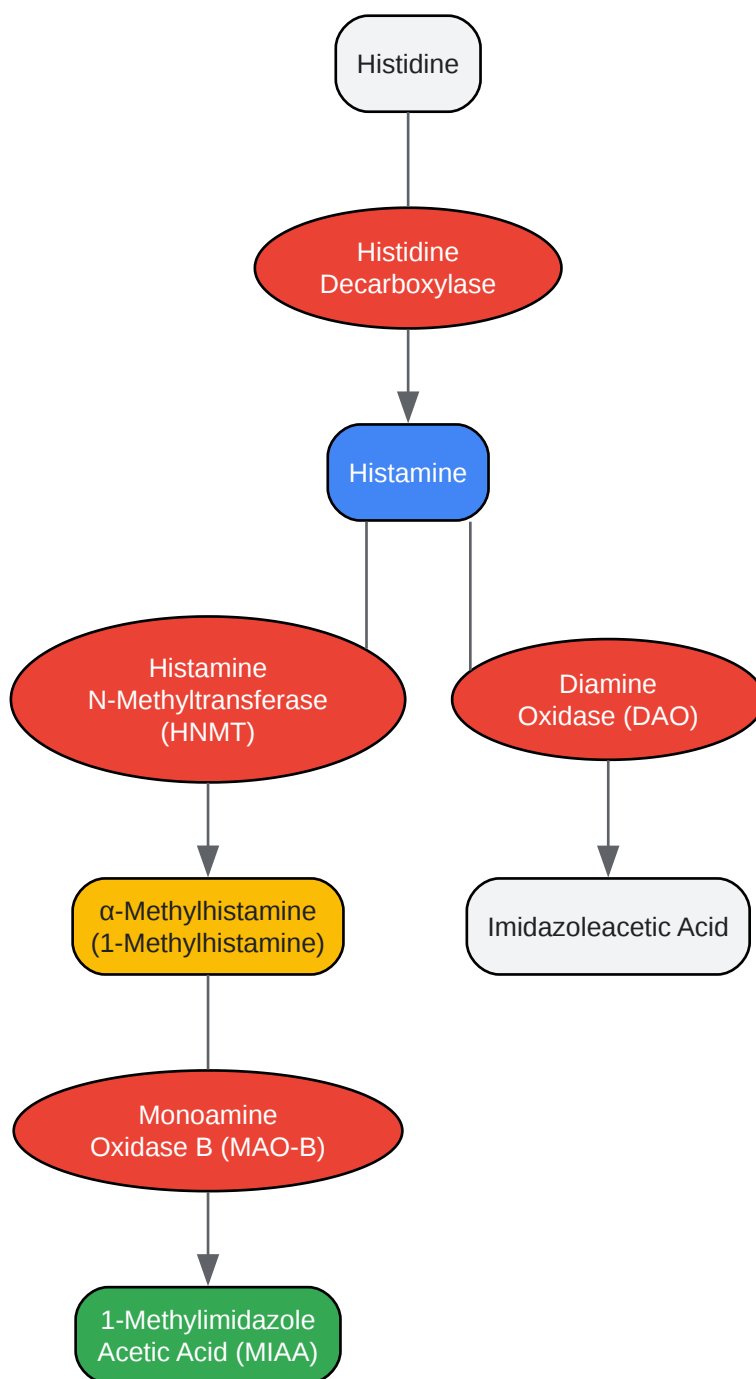 Histidine
Histidine
Decarboxylase
Histamine
Histamine
N-Methyltransferase
(HNMT)
Diamine
Oxidase (DAO)
α-Methylhistamine
(1-Methylhistamine)
Imidazoleacetic Acid
Monoamine
Oxidase B (MAO-B)
1-Methylimidazole
Acetic Acid (MIAA)